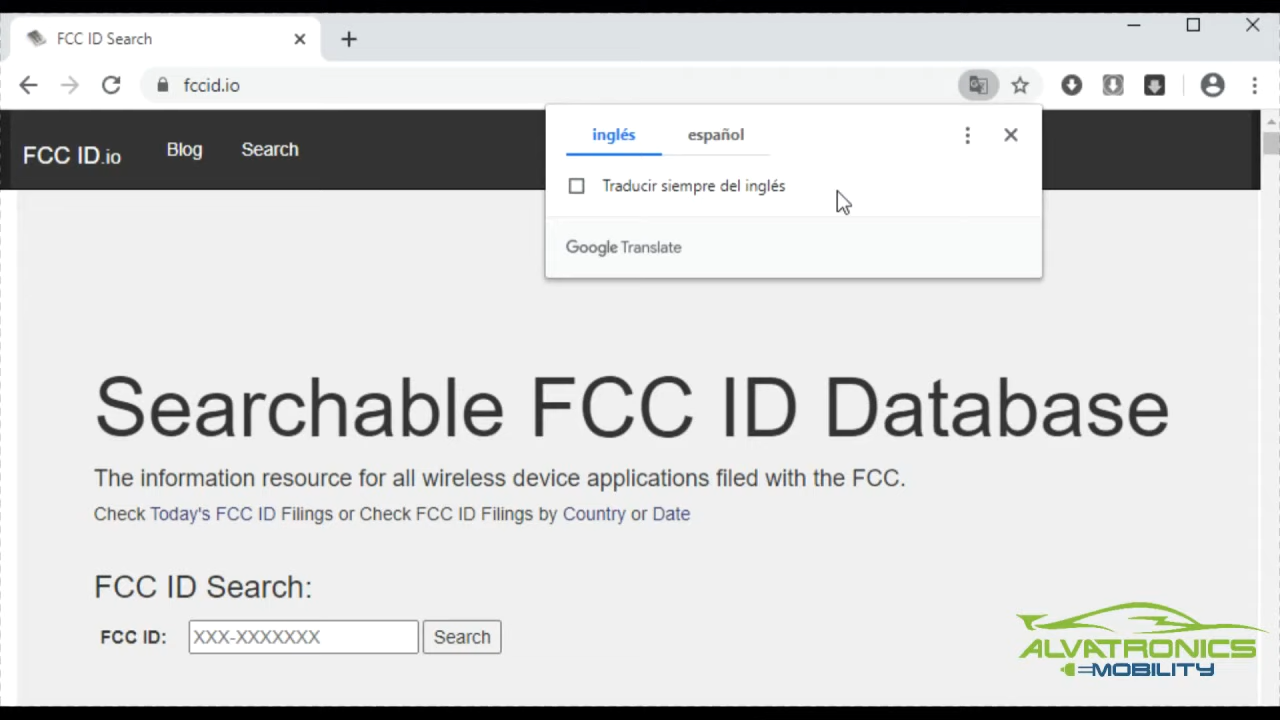 FCC ID Search
fccid.io
FCC ID.io Blog Search
inglés español
Traducir siempre del inglés
Google Translate
Searchable FCC ID Database
The information resource for all wireless device applications filed with the FCC.
Check Today's FCC ID Filings or Check FCC ID Filings by Country or Date
FCC ID Search:
FCC ID: XXX-XXXXXXX Search
ALVATRONICS
MOBILITY